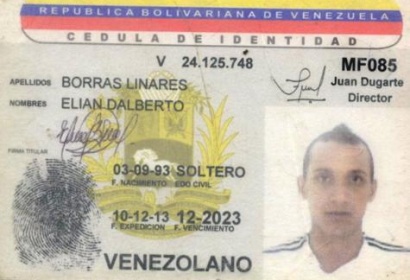 REPUBLICA BOLIVARIANA DE VENEZUELA
CEDULA DE IDENTIDAD
V 24.125.748
MF085
Juan Dugarte
Director
APELLIDOS BORRAS LINARES
NOMBRES ELIAN DALBERTO
FIRMA TITULAR
03-09-93 SOLTERO
F. NACIMIENTO EDO CIVIL
10-12-13 12-2023
F. EXPEDICION F. VENCIMIENTO
VENEZOLANO